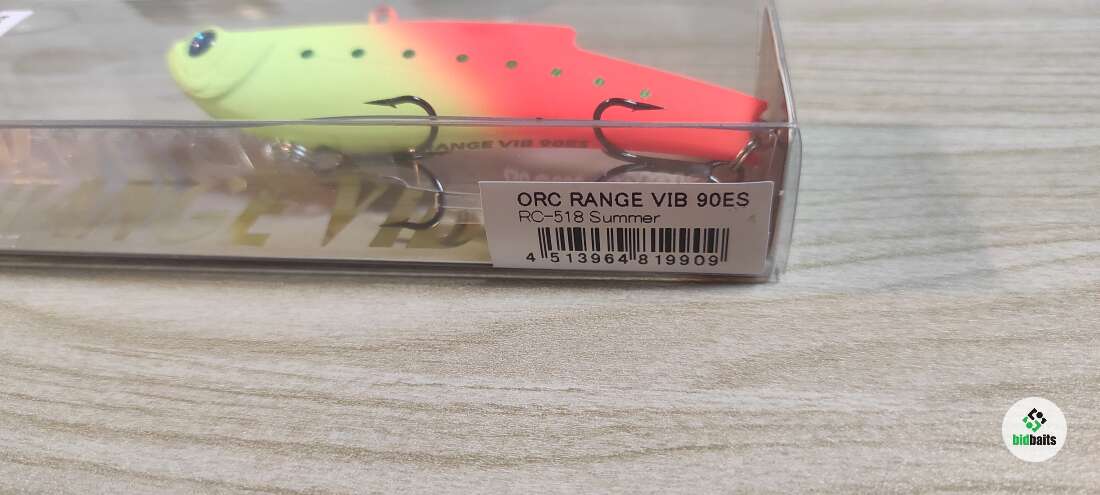 RANGE VIB 90ES
ORC RANGE VIB 90ES
RC-518 Summer
4 513964 819909
bidbaits